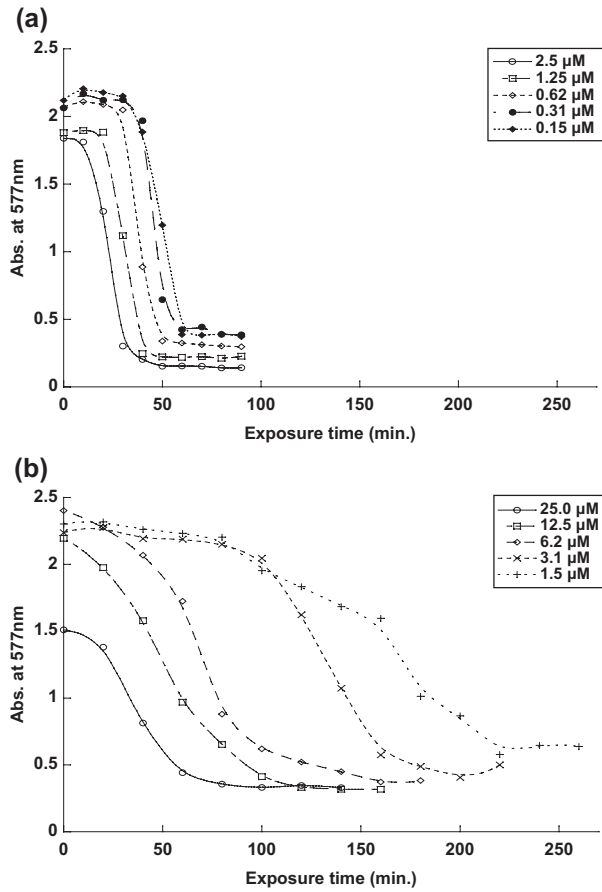 (a)
2.5
2
1.5
1
0.5
0
Abs. at 577nm
0
50
100
150
200
250
Exposure time (min.)
2.5 µM
1.25 µM
0.62 µM
0.31 µM
0.15 µM
(b)
2.5
2
1.5
1
0.5
0
Abs. at 577nm
0
50
100
150
200
250
Exposure time (min.)
25.0 µM
12.5 µM
6.2 µM
3.1 µM
1.5 µM